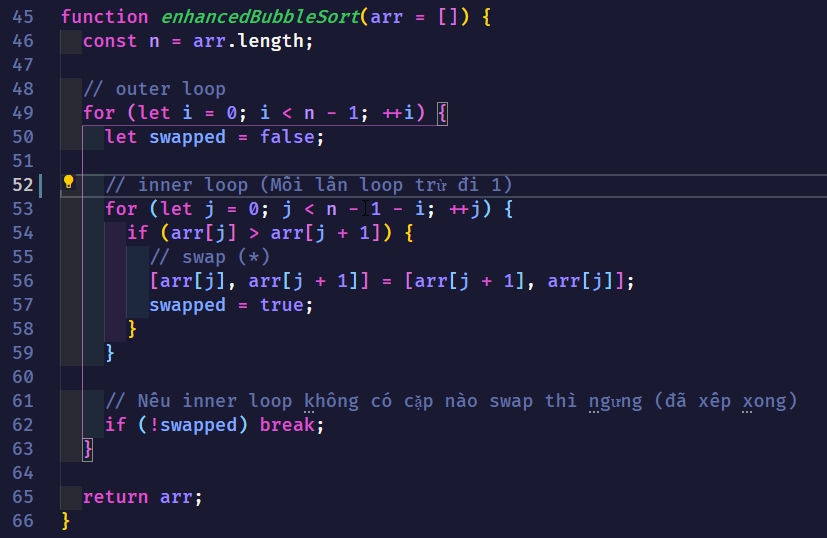 45 function enhancedBubbleSort(arr = []) {
46 const n = arr.length;
47
48 // outer loop
49 for (let i = 0; i < n - 1; ++i) {
50 let swapped = false;
51
52 // inner loop (Mỗi lần loop trừ đi 1)
53 for (let j = 0; j < n - 1 - i; ++j) {
54 if (arr[j] > arr[j + 1]) {
55 // swap (*)
56 [arr[j], arr[j + 1]] = [arr[j + 1], arr[j]];
57 swapped = true;
58 }
59 }
60
61 // Nếu inner loop không có cặp nào swap thì ngưng (đã xếp xong)
62 if (!swapped) break;
63 }
64
65 return arr;
66 }